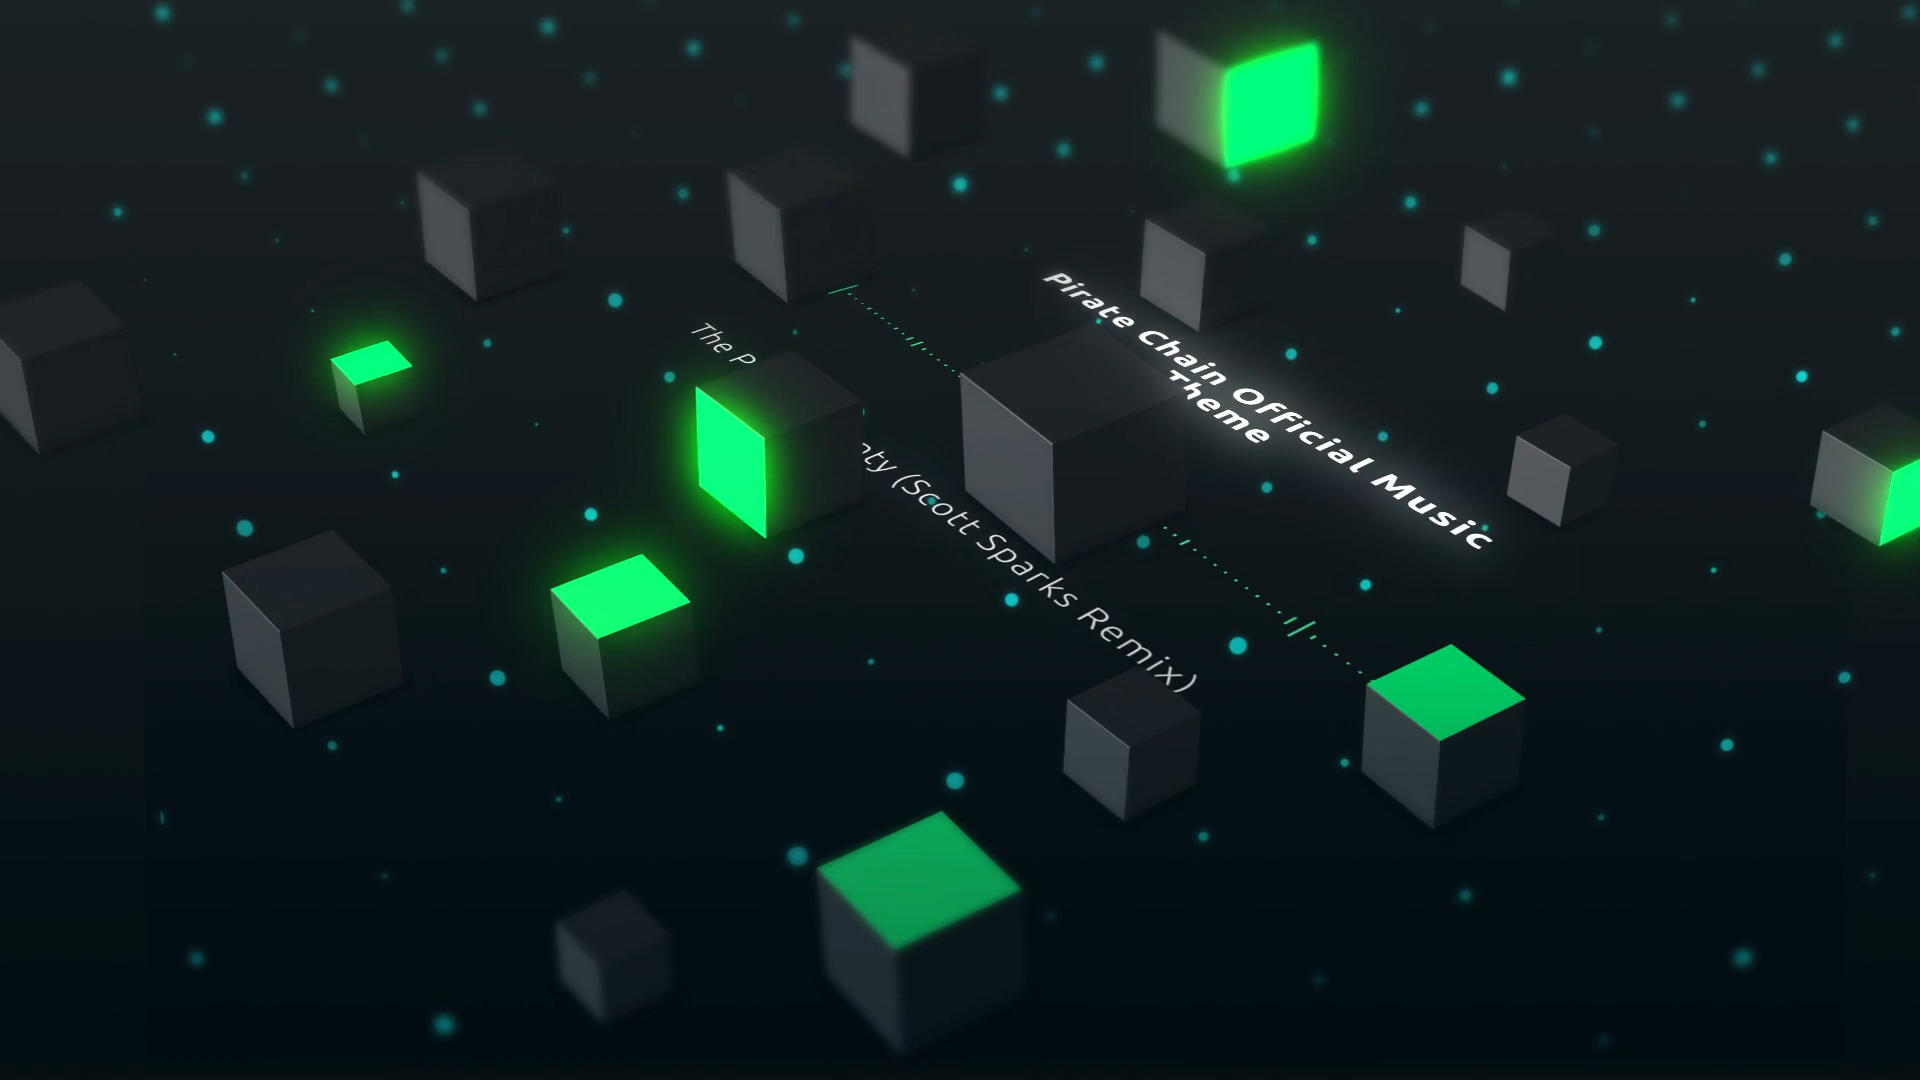 Pirate Chain Official Music
Theme
The P
nty (Scott Sparks Remix)